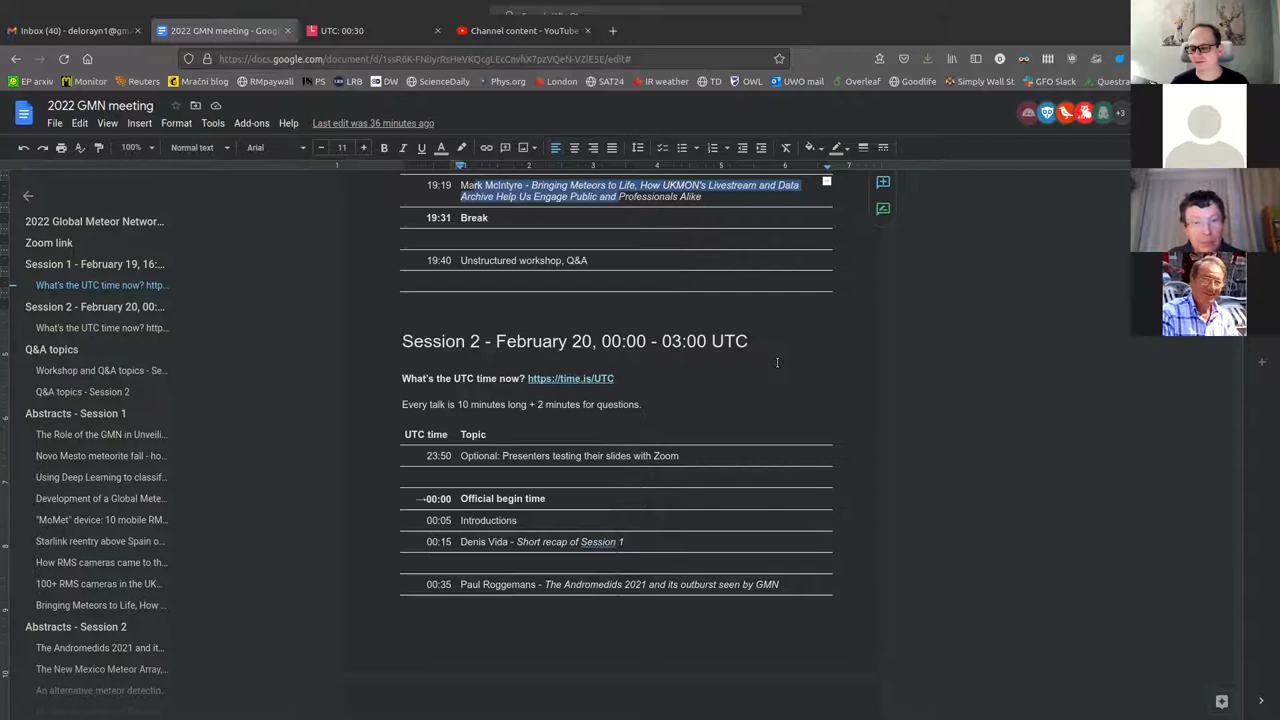 Inbox (40) - delorayn1@gm
2022 GMN meeting - Goog
UTC: 00:30
Channel content - YouTube
https://docs.google.com/document/d/1ssR6K-FNiIyrRsHeVKQcgLEcCnvhX7pzVQeN-VZlESE/edit#
EP arxiv
Monitor
Reuters
Mračni blog
RMpaywall
PS
LRB
DW
ScienceDaily
Physorg
London
SAT24
IR weather
TD
OWL
UWO mail
Overleaf
Simply Wall St
GFO Slack
Questra
2022 GMN meeting
File Edit View Insert Format Tools Add-ons Help Last edit was 36 minutes ago
+3
100% Normal text Arial 11
1 1 2 3 4 5 6 7
2022 Global Meteor Networ...
Zoom link
Session 1 - February 19, 16:...
What's the UTC time now? http...
Session 2 - February 20, 00:...
What's the UTC time now? http...
Q&A topics
Workshop and Q&A topics - Se...
Q&A topics - Session 2
Abstracts - Session 1
The Role of the GMN in Unveili...
Novo Mesto meteorite fall - ho...
Using Deep Learning to classif...
Development of a Global Mete...
"MoMet" device: 10 mobile RM...
Starlink reentry above Spain o...
How RMS cameras came to th...
100+ RMS cameras in the UK...
Bringing Meteors to Life, How ...
Abstracts - Session 2
The Andromedids 2021 and it...
The New Mexico Meteor Array,...
An alternative meteor detectio...
19:19 Mark McIntyre - Bringing Meteors to Life, How UKMON's Livestream and Data
Archive Help Us Engage Public and Professionals Alike
19:31 Break
19:40 Unstructured workshop, Q&A
Session 2 - February 20, 00:00 - 03:00 UTC
What's the UTC time now? https://time.is/UTC
Every talk is 10 minutes long + 2 minutes for questions.
UTC time Topic
23:50 Optional: Presenters testing their slides with Zoom
→00:00 Official begin time
00:05 Introductions
00:15 Denis Vida - Short recap of Session 1
00:35 Paul Roggemans - The Andromedids 2021 and its outburst seen by GMN